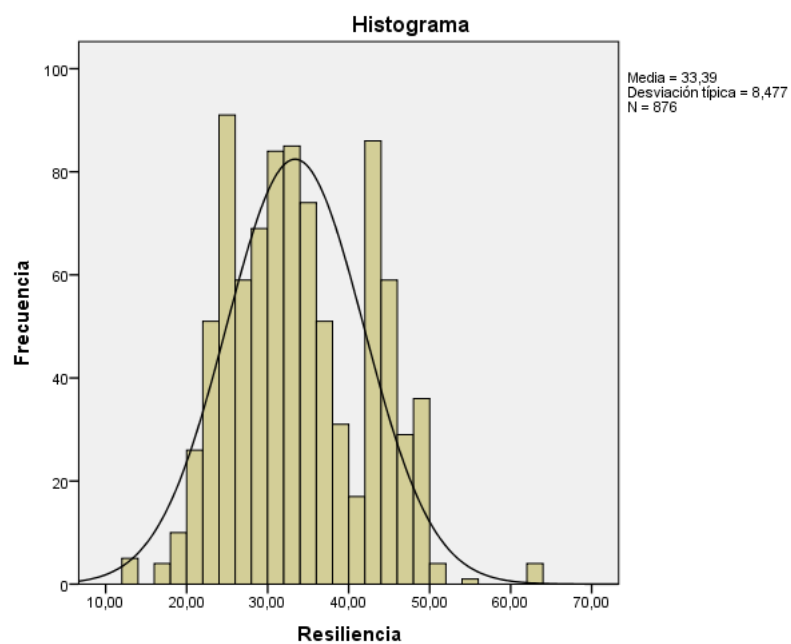 Histograma
Media = 33,39
Desviación típica = 8,477
N = 876
Frecuencia
100
80
60
40
20
0
10,00 20,00 30,00 40,00 50,00 60,00 70,00
Resiliencia